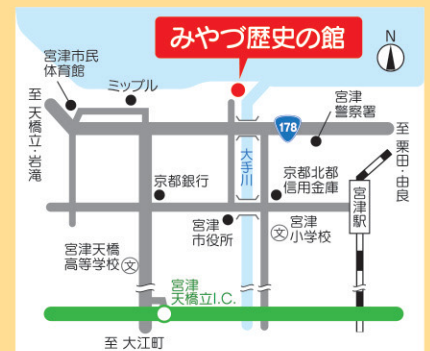 みやづ歴史の館
N
宮津市民
体育館
ミップル
宮津
警察署
至 天橋立・岩滝
178
至 栗田・由良
大手川
京都銀行
京都北都
信用金庫
宮津駅
宮津
市役所
宮津
小学校
文
宮津天橋
高等学校
文
宮津
天橋立I.C.
至 大江町